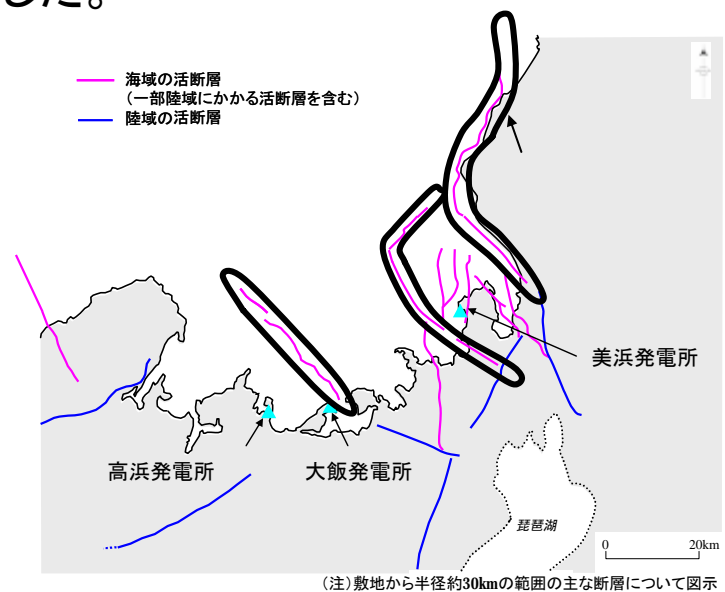 した。
海域の活断層
(一部陸域にかかる活断層を含む)
陸域の活断層
美浜発電所
高浜発電所
大飯発電所
琵琶湖
0 20km
(注)敷地から半径約30kmの範囲の主な断層について図示